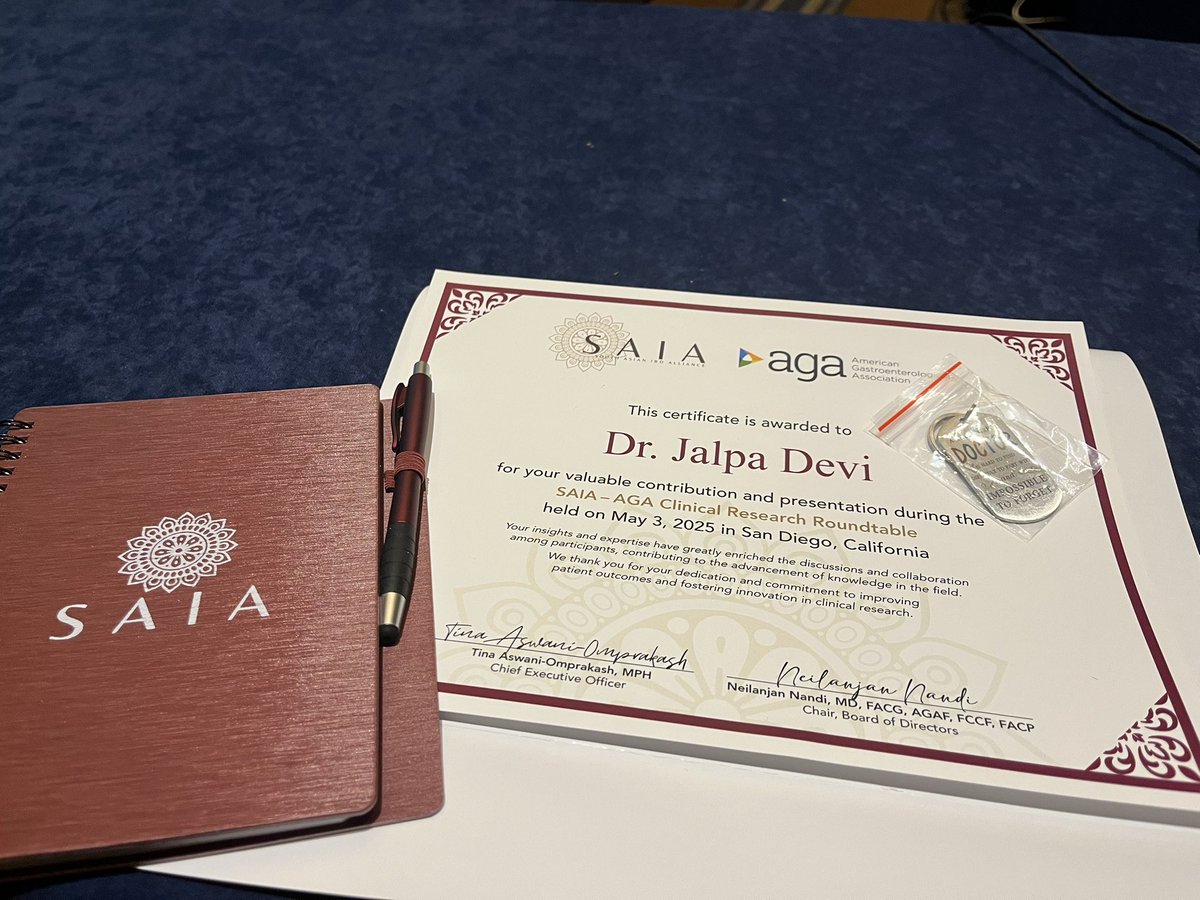 SAIA
SOUTH ASIAN IBD ALLIANCE
aga
American
Gastroenterolo
Association
This certificate is awarded to
Dr. Jalpa Devi
for your valuable contribution and presentation during the
SAIA – AGA Clinical Research Roundtable
held on May 3, 2025 in San Diego, California
Your insights and expertise have greatly enriched the discussions and collaboration
among participants, contributing to the advancement of knowledge in the field.
We thank you for your dedication and commitment to improving
patient outcomes and fostering innovation in clinical research.
Tina Aswani-Omprakash
Tina Aswani-Omprakash, MPH
Chief Executive Officer
Neilanjan Nandi
Neilanjan Nandi, MD, FACG, AGAF, FCCF, FACP
Chair, Board of Directors
DOCTOR
IMPOSSIBLE
TO FORGET
SAIA